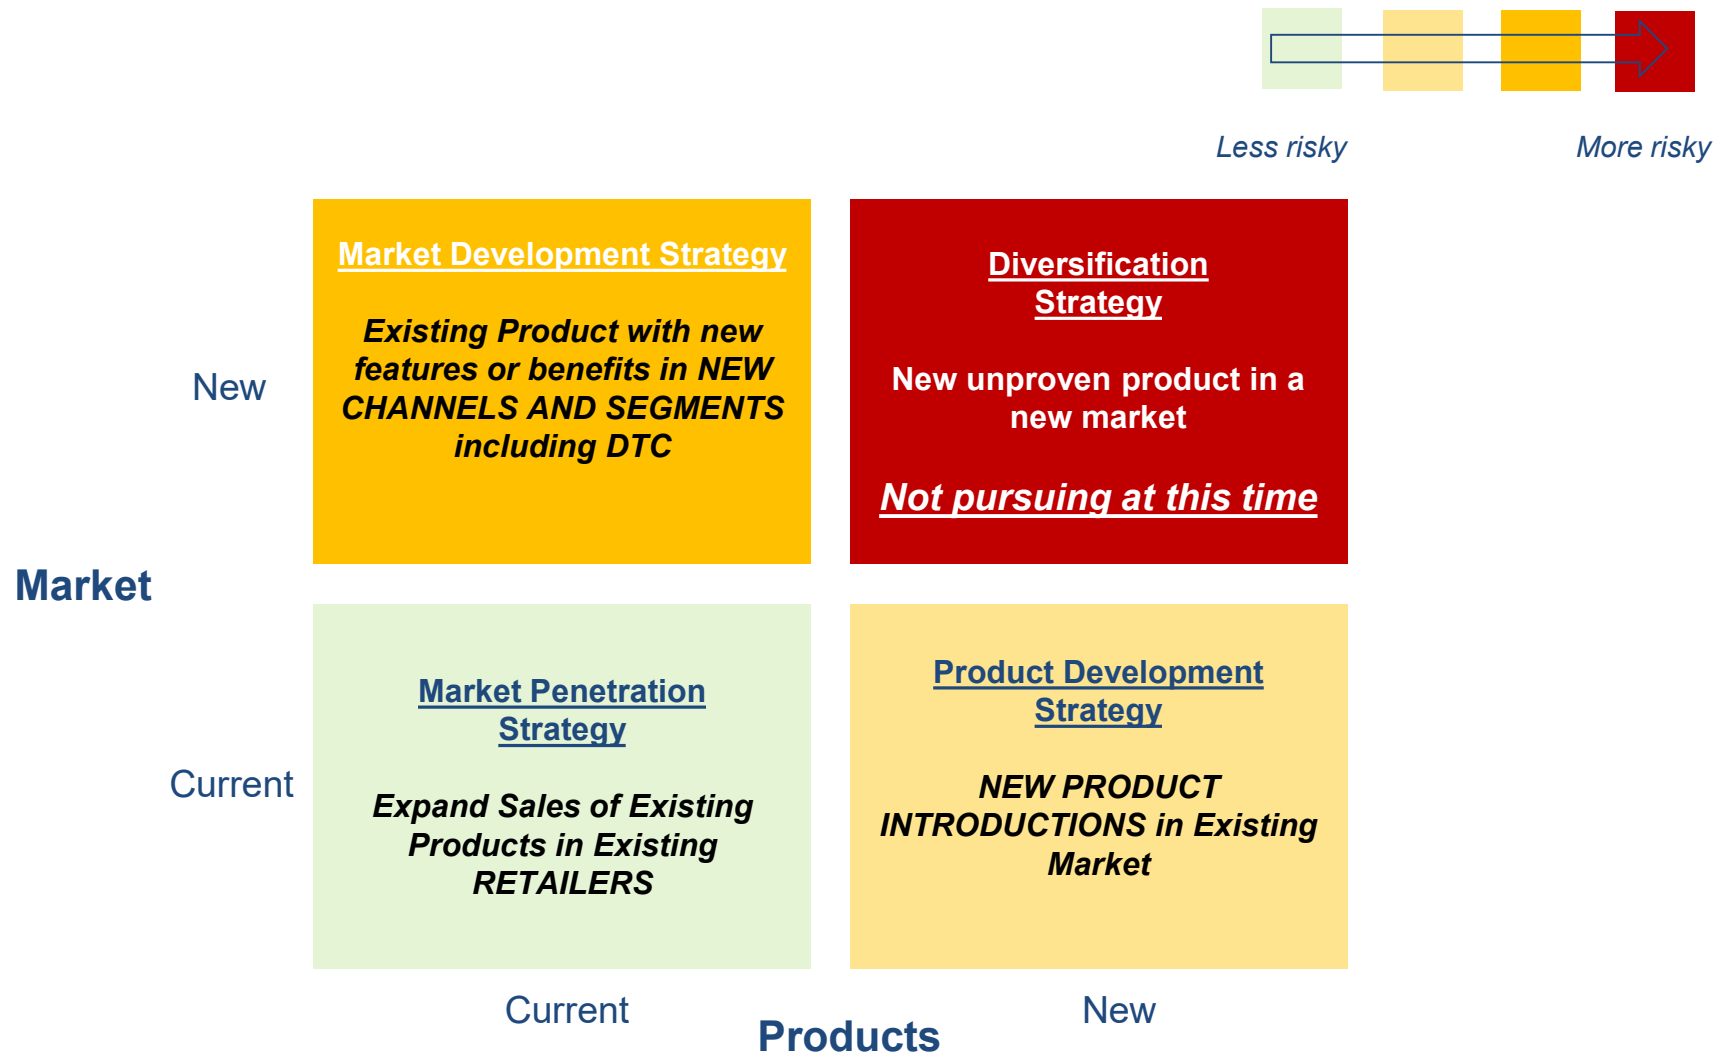 Less risky
More risky
Market Development Strategy
Existing Product with new
features or benefits in NEW
CHANNELS AND SEGMENTS
including DTC
Diversification
Strategy
New unproven product in a
new market
Not pursuing at this time
New
Market
Market Penetration
Strategy
Expand Sales of Existing
Products in Existing
RETAILERS
Product Development
Strategy
NEW PRODUCT
INTRODUCTIONS in Existing
Market
Current
Current
New
Products